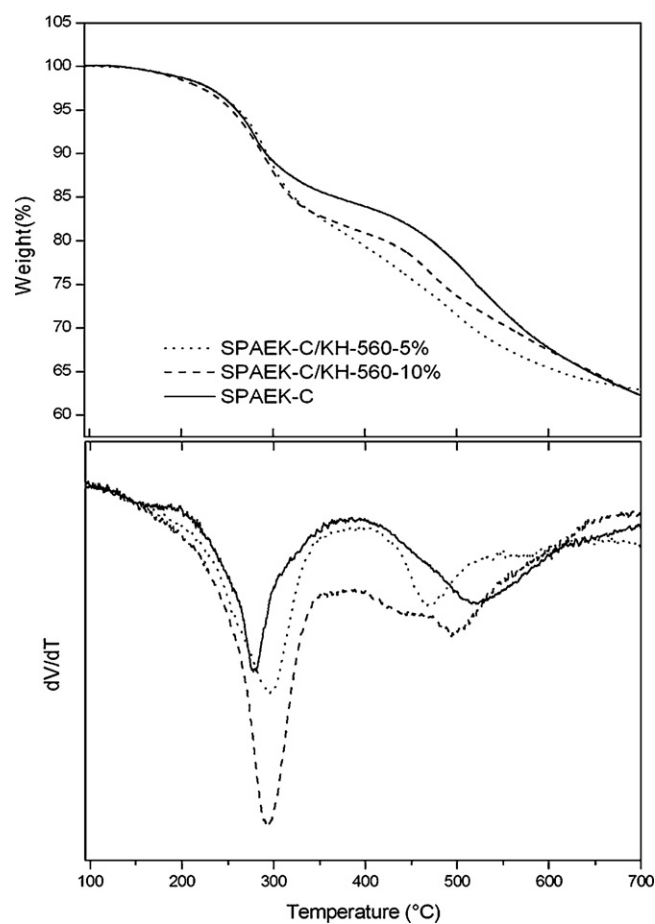 105
100
95
90
85
80
75
70
65
60
Weight(%)
SPAEK-C/KH-560-5%
SPAEK-C/KH-560-10%
SPAEK-C
dV/dT
100 200 300 400 500 600 700
Temperature (°C)